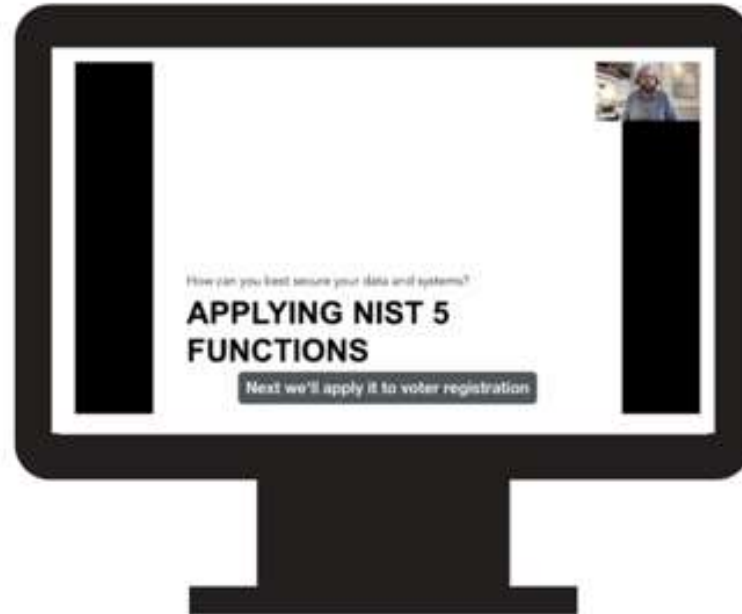 How can you best secure your data and systems?
APPLYING NIST 5
FUNCTIONS
Next we'll apply it to voter registration